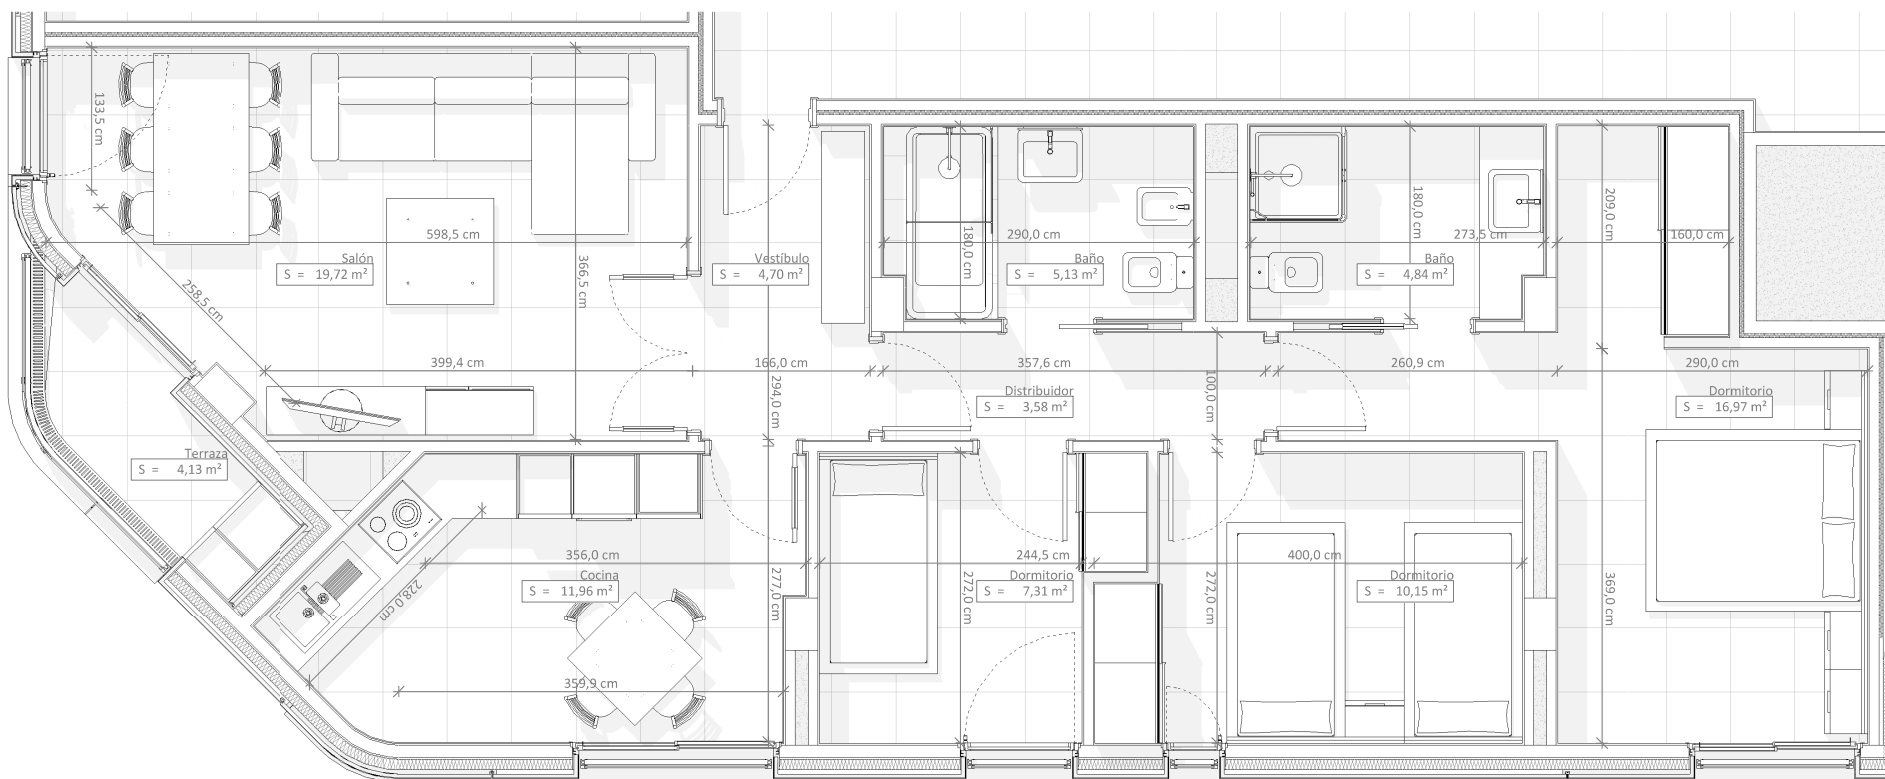 133,5 cm
598,5 cm
366,5 cm
Salón
S = 19,72 m²
258,5 cm
399,4 cm
Vestíbulo
S = 4,70 m²
166,0 cm
294,0 cm
290,0 cm
180,0 cm
Baño
S = 5,13 m²
273,5 cm
180,0 cm
Baño
S = 4,84 m²
209,0 cm
160,0 cm
357,6 cm
100,0 cm
260,9 cm
290,0 cm
Distribuidor
S = 3,58 m²
Dormitorio
S = 16,97 m²
Terraza
S = 4,13 m²
356,0 cm
Cocina
S = 11,96 m²
228,0 cm
277,0 cm
359,9 cm
244,5 cm
272,0 cm
Dormitorio
S = 7,31 m²
400,0 cm
272,0 cm
Dormitorio
S = 10,15 m²
369,0 cm